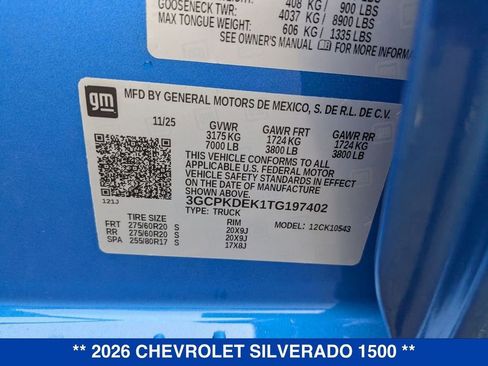 408 KG / 900 LBS
GOOSENECK TWR: 4037 KG / 8900 LBS
MAX TONGUE WEIGHT: 606 KG / 1335 LBS
SEE OWNER'S MANUAL FOR MORE INFORMATION
gm
MFD BY GENERAL MOTORS DE MEXICO, S. DE R.L. DE C.V.
11/25 GVWR GAWR FRT GAWR RR
3175 KG 1724 KG 1724 KG
7000 LB 3800 LB 3800 LB
THIS VEHICLE CONFORMS TO ALL
APPLICABLE U.S. FEDERAL MOTOR
VEHICLE SAFETY STANDARDS IN EFFECT
ON THE DATE OF MANUFACTURE
SHOWN ABOVE.
3GCPKDEK1TG197402
121J
TYPE: TRUCK
TIRE SIZE RIM MODEL: 12CK10543
FRT 275/60R20 S 20X9J
RR 275/60R20 S 20X9J
SPA 255/80R17 S 17X8J
** 2026 CHEVROLET SILVERADO 1500 **